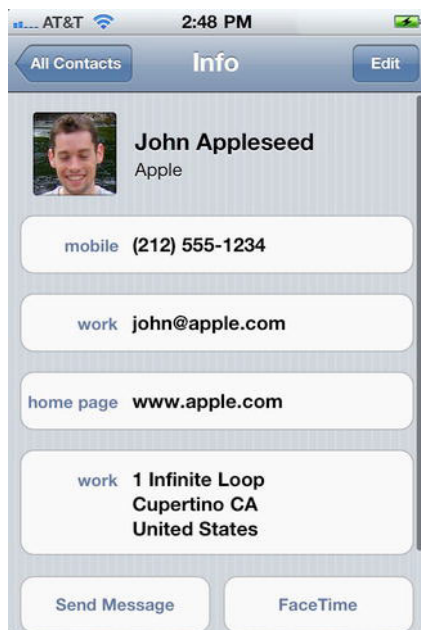 AT&T 2:48 PM
All Contacts Info Edit
John Appleseed
Apple
mobile (212) 555-1234
work john@apple.com
home page www.apple.com
work 1 Infinite Loop
Cupertino CA
United States
Send Message FaceTime